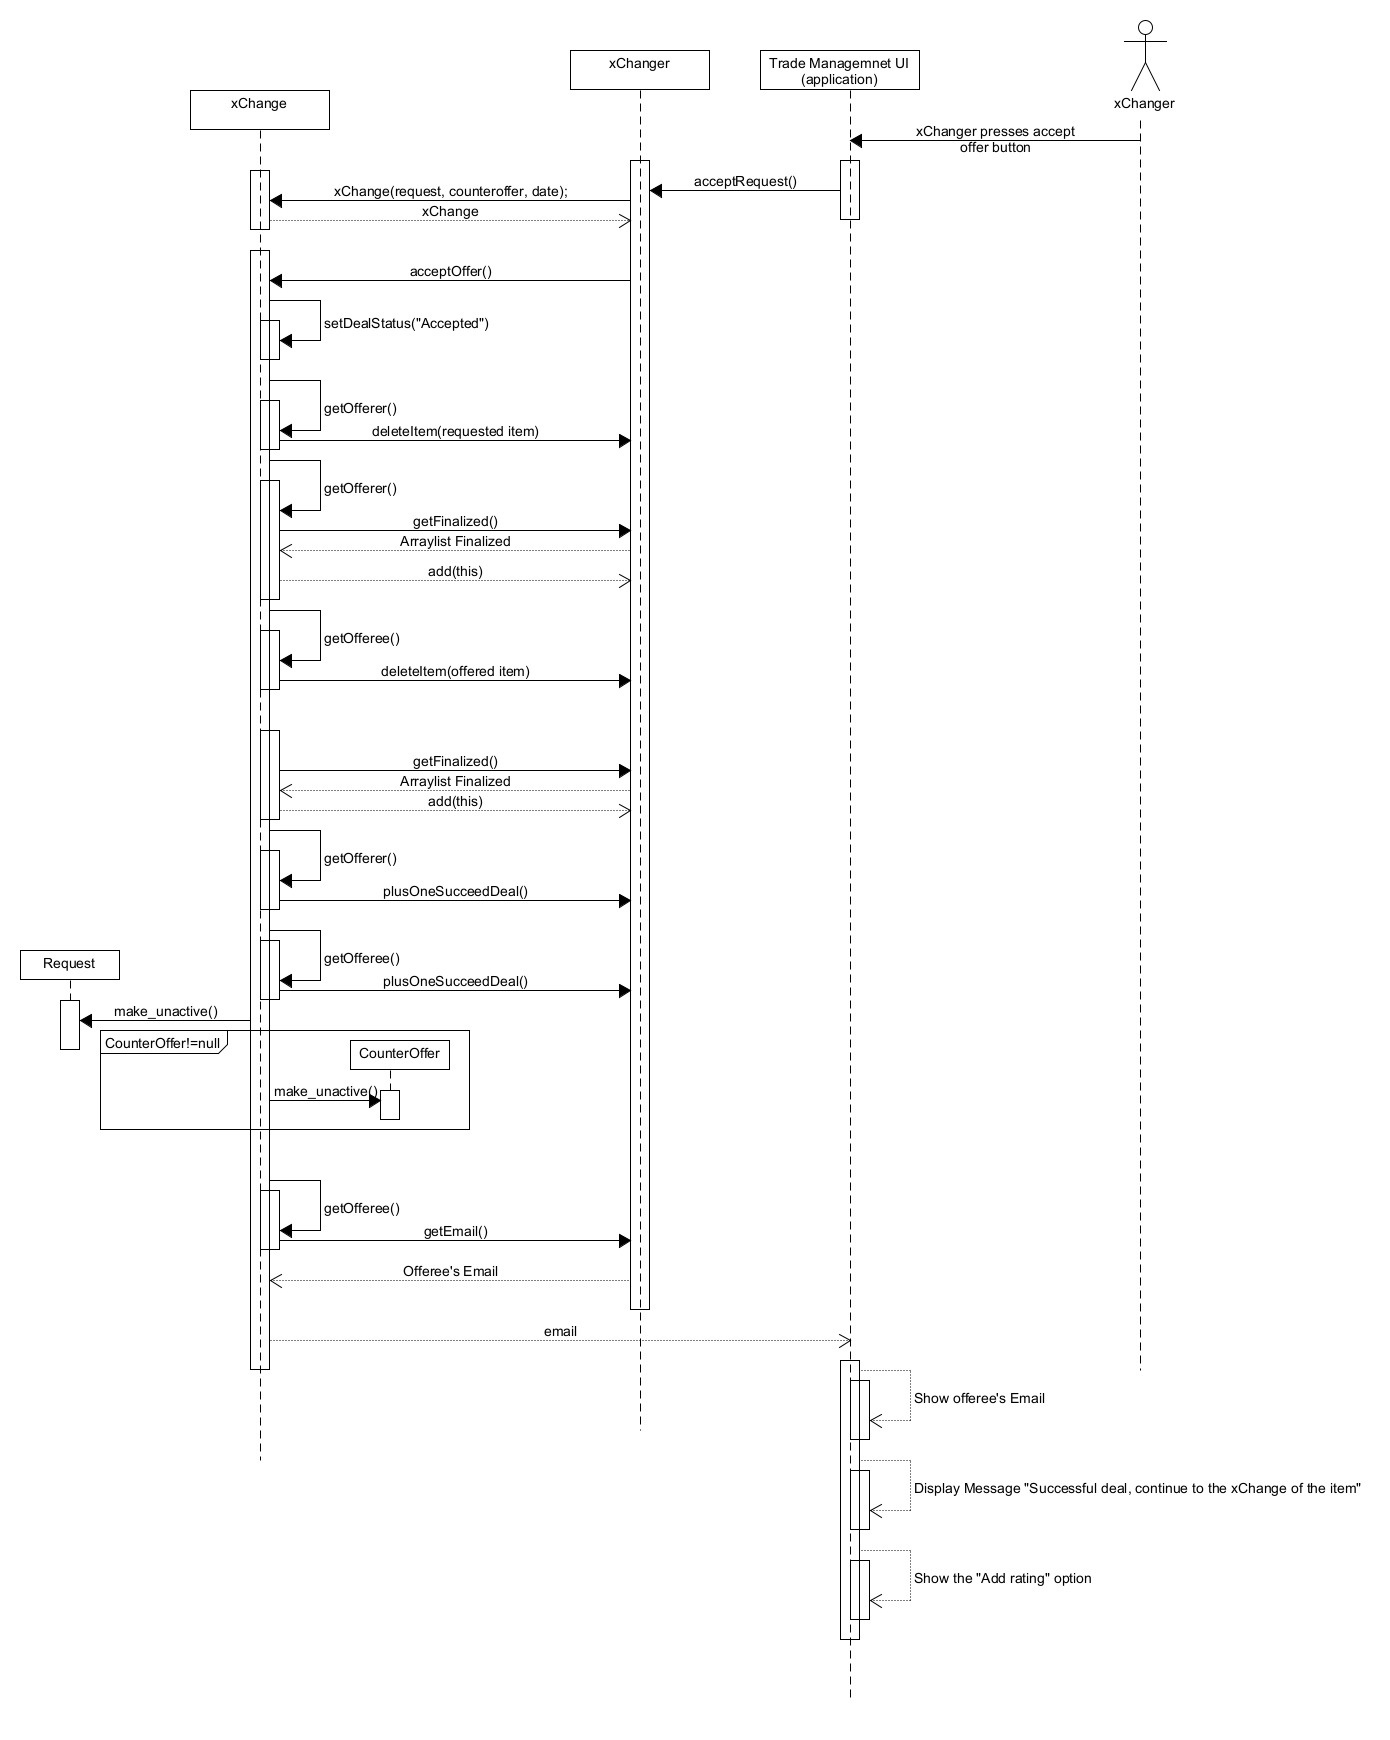 xChanger
Trade Managemnet UI
(application)
xChange
xChanger
xChanger presses accept
offer button
acceptRequest()
xChange(request, counteroffer, date);
xChange
acceptOffer()
setDealStatus("Accepted")
getOfferer()
deleteItem(requested item)
getOfferer()
getFinalized()
Arraylist Finalized
add(this)
getOfferee()
deleteItem(offered item)
getFinalized()
Arraylist Finalized
add(this)
getOfferer()
plusOneSucceedDeal()
getOfferee()
Request
plusOneSucceedDeal()
make_unactive()
CounterOffer!=null
CounterOffer
make_unactive()
getOfferee()
getEmail()
Offeree's Email
email
Show offeree's Email
Display Message "Successful deal, continue to the xChange of the item"
Show the "Add rating" option